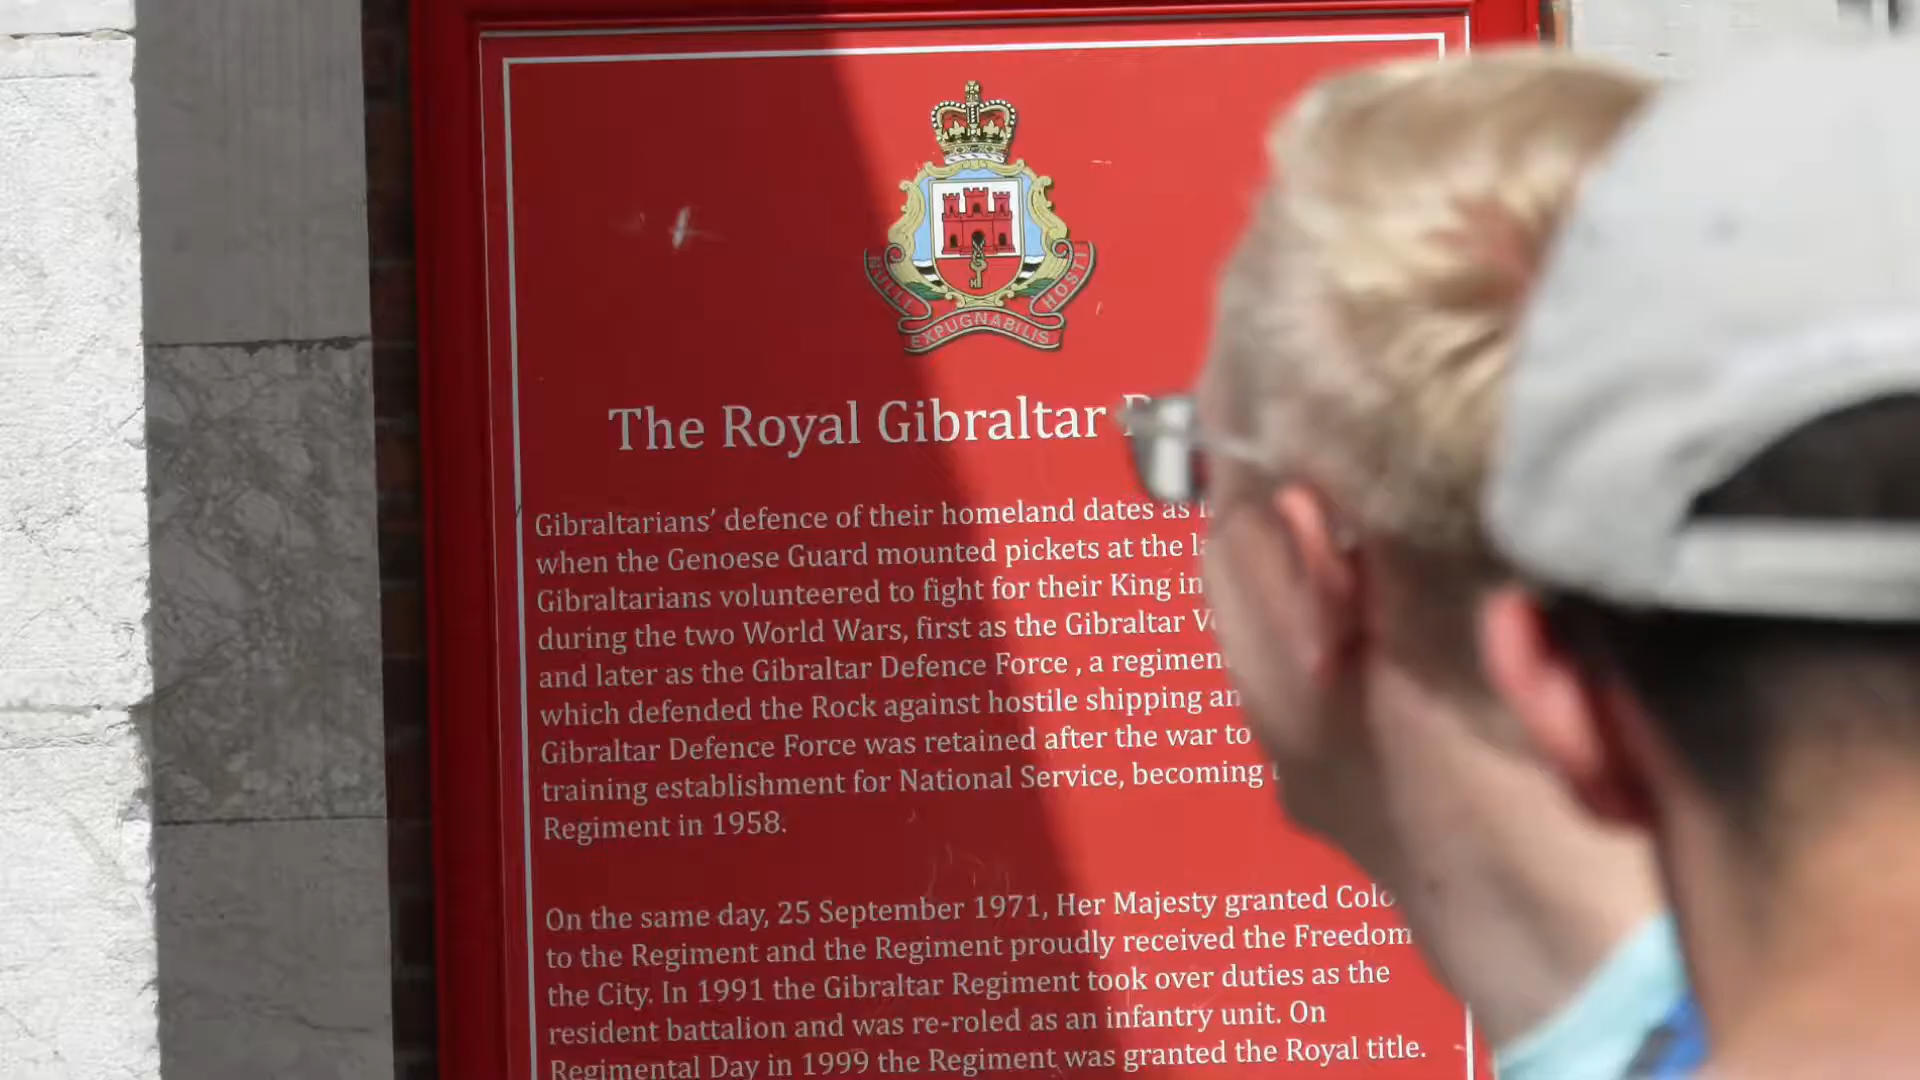 NULLI EXPUGNABILIS HOSTI
The Royal Gibraltar
Gibraltarians’ defence of their homeland dates as
when the Genoese Guard mounted pickets at the
Gibraltarians volunteered to fight for their King in
during the two World Wars, first as the Gibraltar
and later as the Gibraltar Defence Force , a
which defended the Rock against hostile shipping
Gibraltar Defence Force was retained after the war to
training establishment for National Service, becoming
Regiment in 1958.
On the same day, 25 September 1971, Her Majesty granted
to the Regiment and the Regiment proudly received the Freedom
the City. In 1991 the Gibraltar Regiment took over duties as the
resident battalion and was re-roled as an infantry unit. On
Regimental Day in 1999 the Regiment was granted the Royal title.